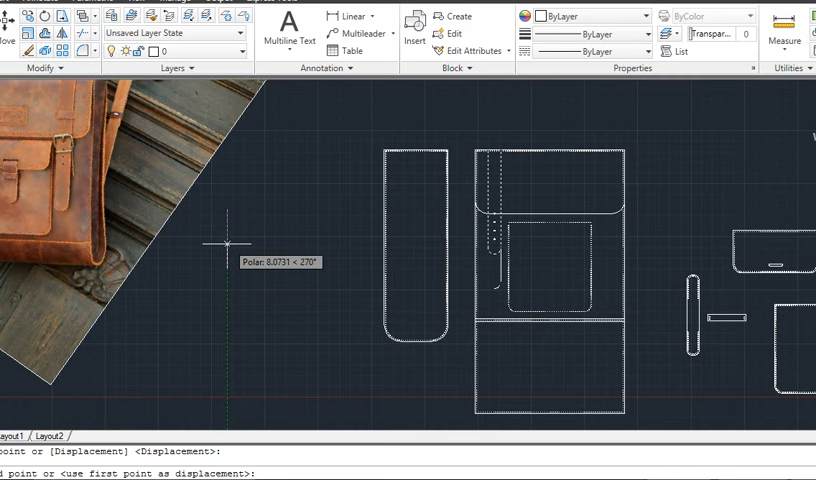 Move
Modify
Unsaved Layer State
0
Layers
A
Multiline Text
Linear
Multileader
Table
Annotation
Insert
Create
Edit
Edit Attributes
Block
ByLayer
ByLayer
ByLayer
ByColor
Transpar... 0
List
Properties
Measure
Utilities
Polar: 8.0731 < 270°
ayout1 Layout2
point or [Displacement] <Displacement>:
d point or <use first point as displacement>: